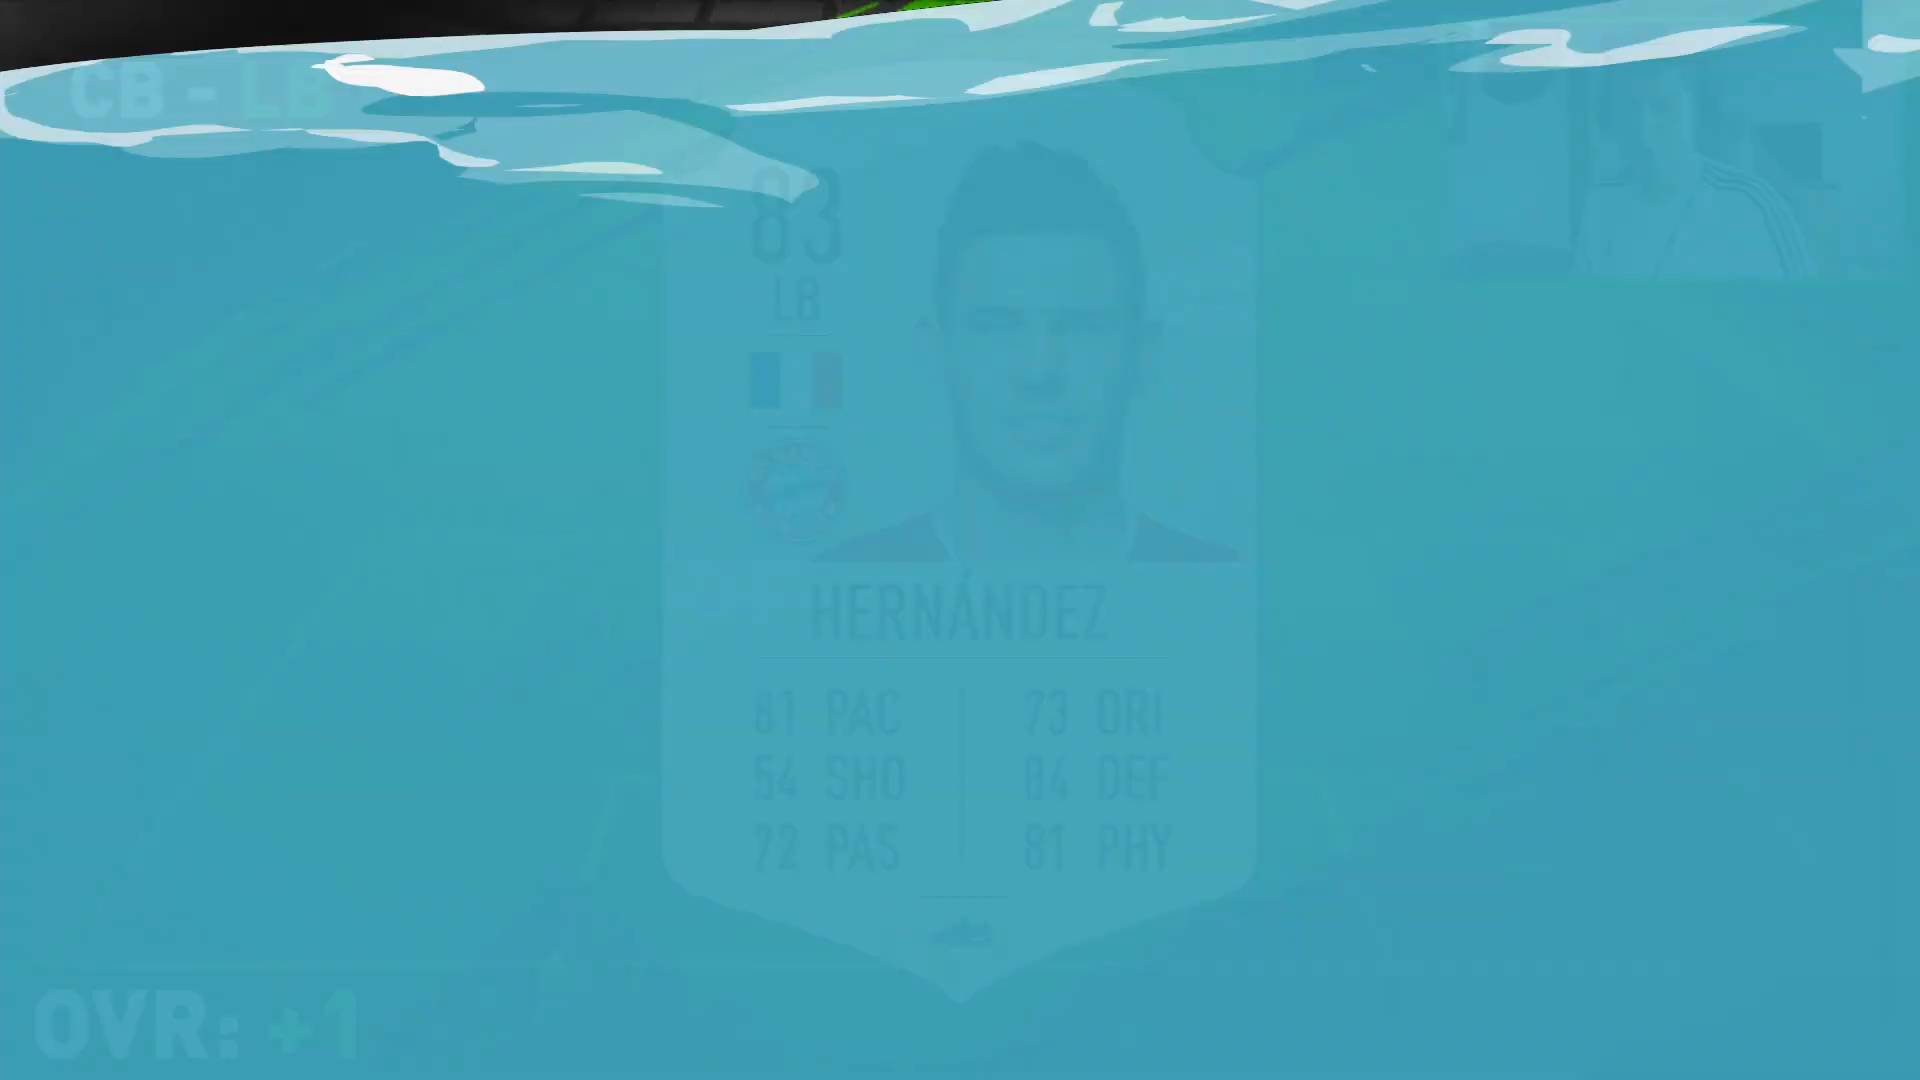 CB - LB
83
LB
HERNÁNDEZ
81 PAC 73 DRI
54 SHO 84 DEF
72 PAS 81 PHY
OVR: +1